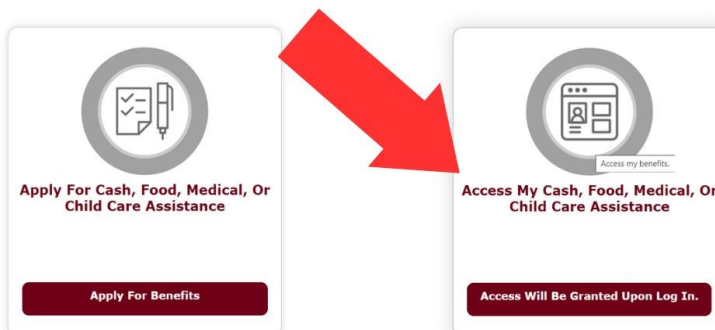 Apply For Cash, Food, Medical, Or
Child Care Assistance
Apply For Benefits
Access my benefits.
Access My Cash, Food, Medical, Or
Child Care Assistance
Access Will Be Granted Upon Log In.